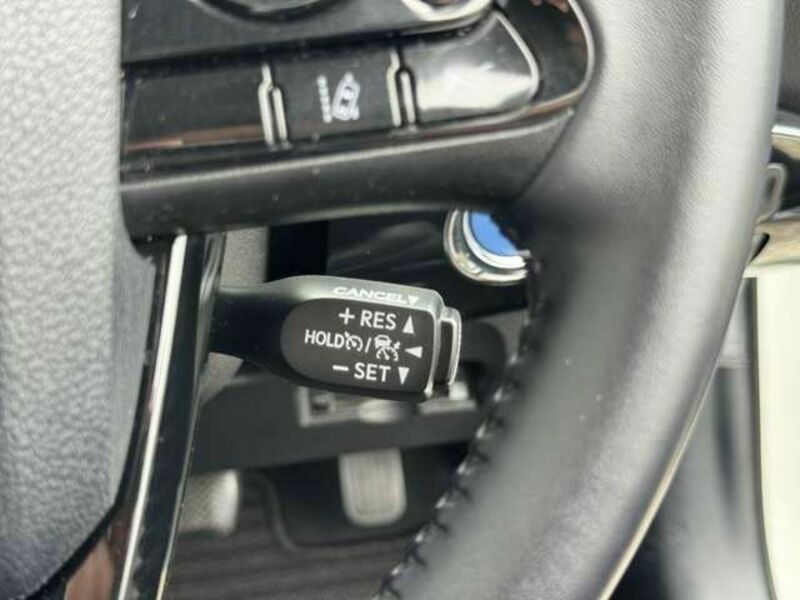 CANCEL▼
+ RES ▲
HOLD / ◀
− SET ▼